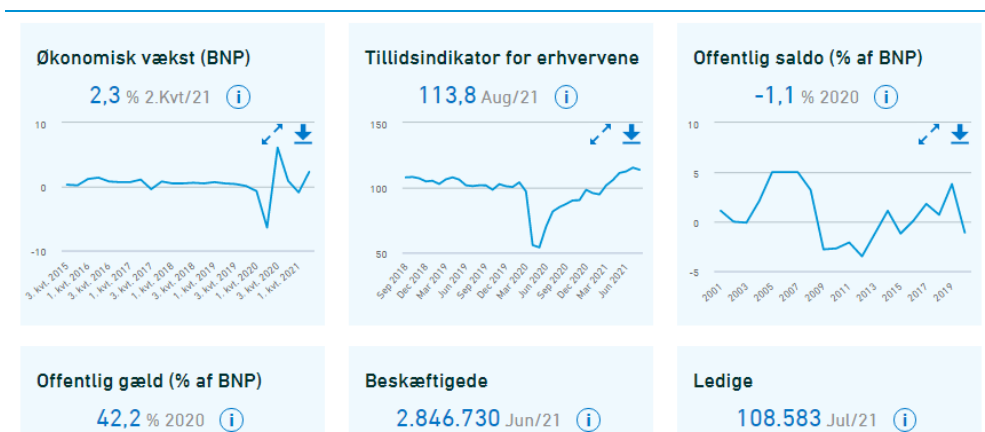 Økonomisk vækst (BNP)
2,3 % 2.Kvt/21 i
10
0
-10
3. kvt. 2015
1. kvt. 2016
3. kvt. 2016
1. kvt. 2017
3. kvt. 2017
1. kvt. 2018
3. kvt. 2018
1. kvt. 2019
3. kvt. 2019
1. kvt. 2020
3. kvt. 2020
1. kvt. 2021
Tillidsindikator for erhvervene
113,8 Aug/21 i
150
100
50
Sep 2018
Dec 2018
Mar 2019
Jun 2019
Sep 2019
Dec 2019
Mar 2020
Jun 2020
Sep 2020
Dec 2020
Mar 2021
Jun 2021
Offentlig saldo (% af BNP)
-1,1 % 2020 i
10
5
0
-5
2001
2003
2005
2007
2009
2011
2013
2015
2017
2019
Offentlig gæld (% af BNP)
42,2 % 2020 i
Beskæftigede
2.846.730 Jun/21 i
Ledige
108.583 Jul/21 i